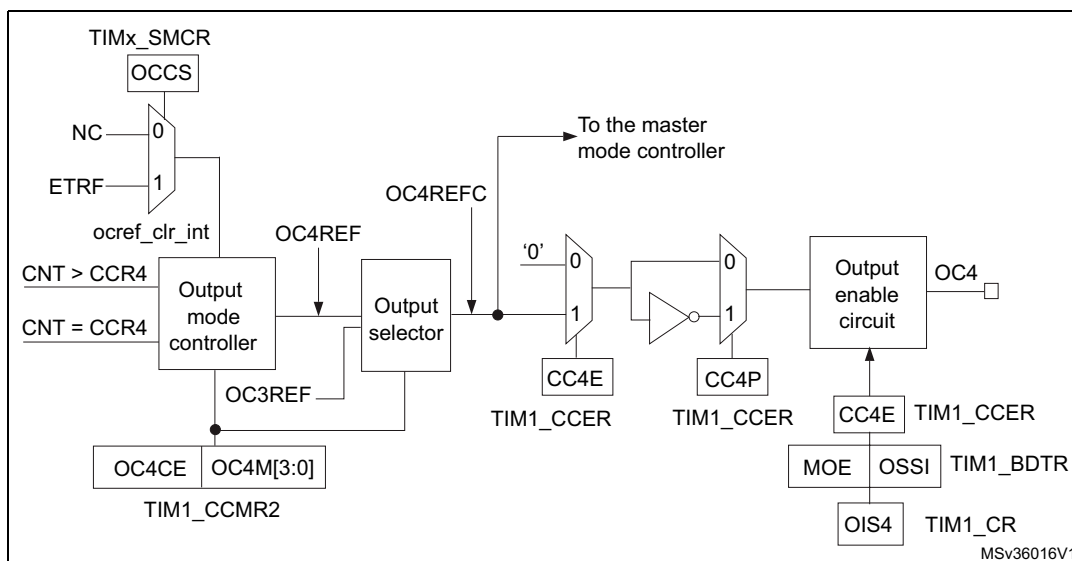 TIMx_SMCR
OCCS
NC
0
ETRF
1
ocref_clr_int
CNT > CCR4
CNT = CCR4
Output
mode
controller
OC4REF
OC3REF
Output
selector
OC4REFC
To the master
mode controller
‘0’
0
1
CC4E
TIM1_CCER
0
1
CC4P
TIM1_CCER
Output
enable
circuit
OC4
CC4E
TIM1_CCER
MOE
OSSI
TIM1_BDTR
OIS4
TIM1_CR
OC4CE
OC4M[3:0]
TIM1_CCMR2
MSv36016V1